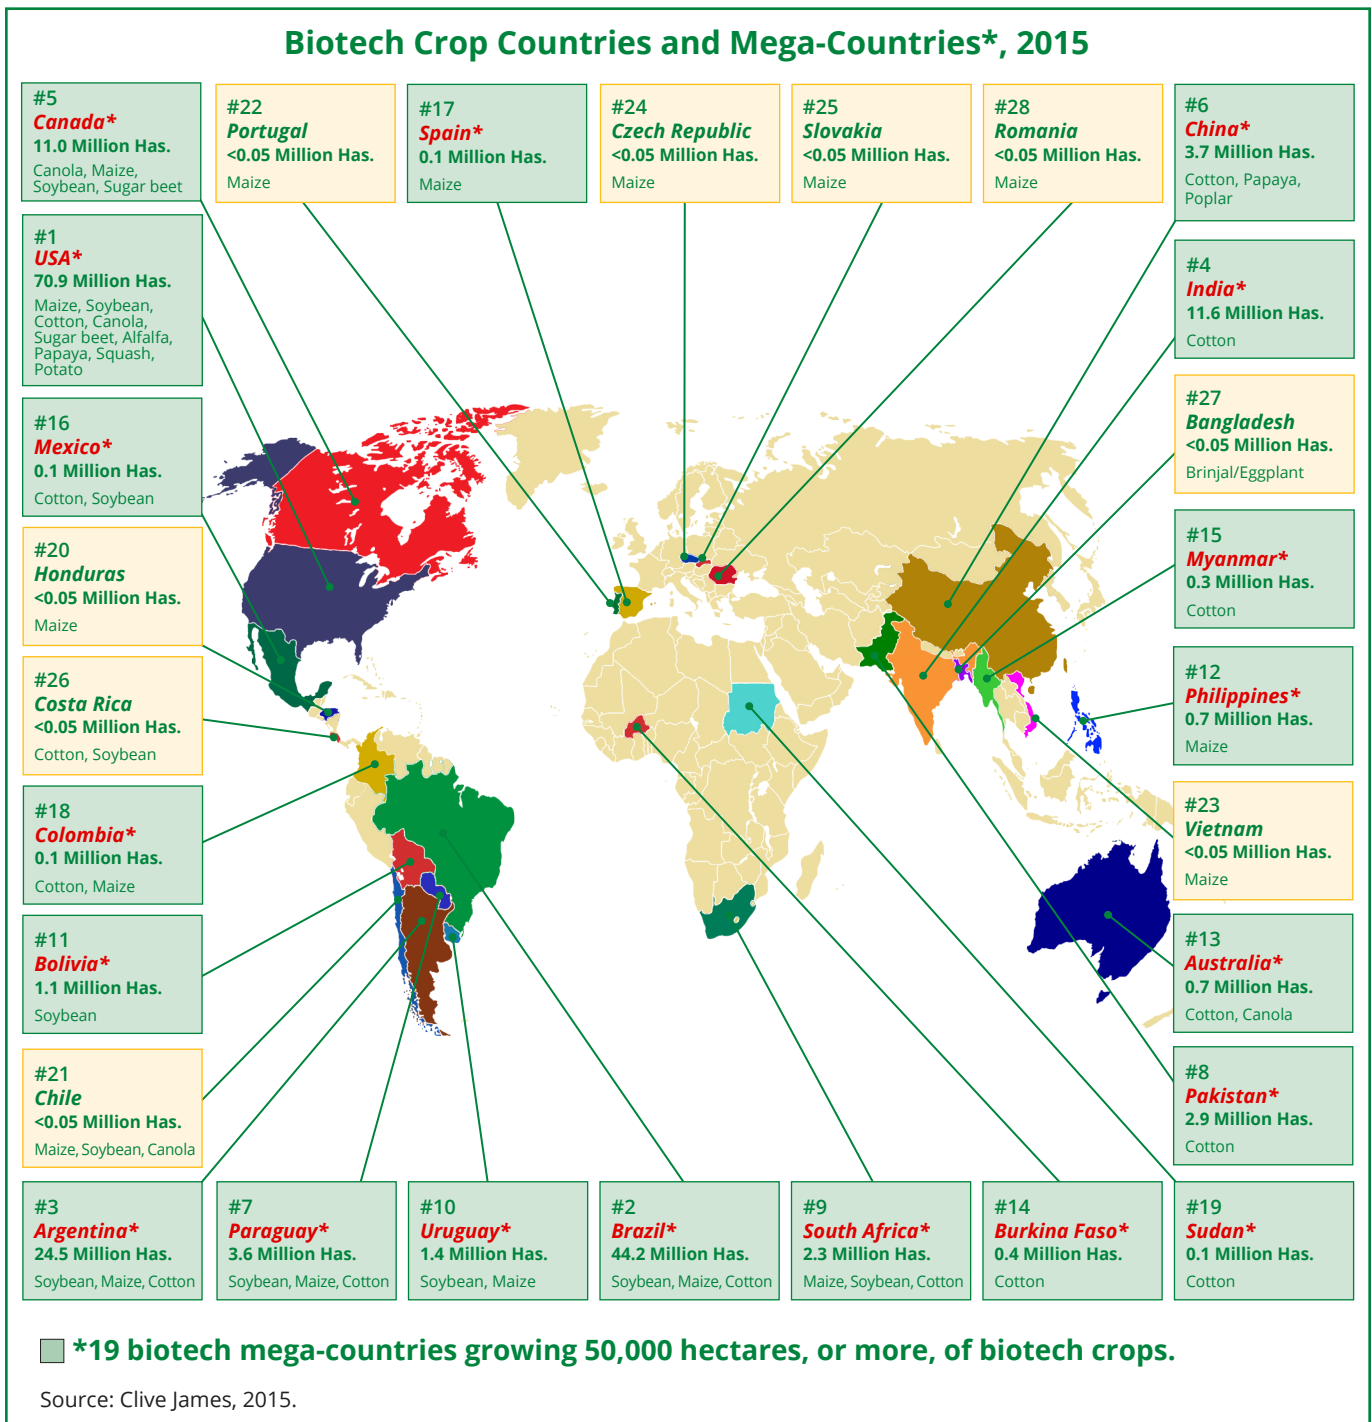 Biotech Crop Countries and Mega-Countries*, 2015
#5
Canada*
11.0 Million Has.
Canola, Maize,
Soybean, Sugar beet
#22
Portugal
<0.05 Million Has.
Maize
#17
Spain*
0.1 Million Has.
Maize
#24
Czech Republic
<0.05 Million Has.
Maize
#25
Slovakia
<0.05 Million Has.
Maize
#28
Romania
<0.05 Million Has.
Maize
#6
China*
3.7 Million Has.
Cotton, Papaya,
Poplar
#1
USA*
70.9 Million Has.
Maize, Soybean,
Cotton, Canola,
Sugar beet, Alfalfa,
Papaya, Squash,
Potato
#4
India*
11.6 Million Has.
Cotton
#16
Mexico*
0.1 Million Has.
Cotton, Soybean
#27
Bangladesh
<0.05 Million Has.
Brinjal/Eggplant
#20
Honduras
<0.05 Million Has.
Maize
#15
Myanmar*
0.3 Million Has.
Cotton
#26
Costa Rica
<0.05 Million Has.
Cotton, Soybean
#12
Philippines*
0.7 Million Has.
Maize
#18
Colombia*
0.1 Million Has.
Cotton, Maize
#23
Vietnam
<0.05 Million Has.
Maize
#11
Bolivia*
1.1 Million Has.
Soybean
#13
Australia*
0.7 Million Has.
Cotton, Canola
#21
Chile
<0.05 Million Has.
Maize, Soybean, Canola
#8
Pakistan*
2.9 Million Has.
Cotton
#3
Argentina*
24.5 Million Has.
Soybean, Maize, Cotton
#7
Paraguay*
3.6 Million Has.
Soybean, Maize, Cotton
#10
Uruguay*
1.4 Million Has.
Soybean, Maize
#2
Brazil*
44.2 Million Has.
Soybean, Maize, Cotton
#9
South Africa*
2.3 Million Has.
Maize, Soybean, Cotton
#14
Burkina Faso*
0.4 Million Has.
Cotton
#19
Sudan*
0.1 Million Has.
Cotton
*19 biotech mega-countries growing 50,000 hectares, or more, of biotech crops.
Source: Clive James, 2015.